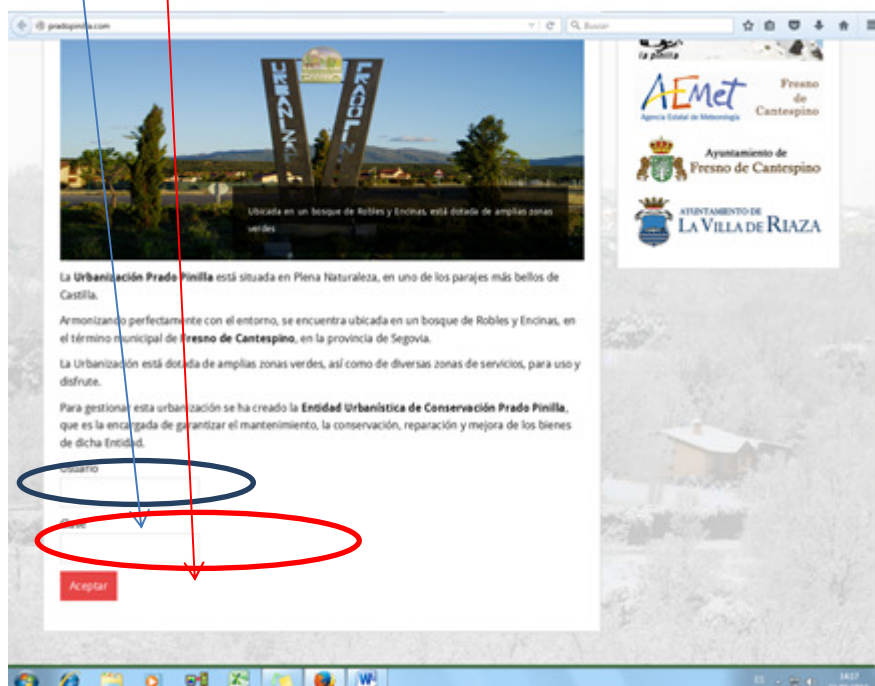 pradopinilla.com
Buscar
URBANIZA
PRADOPIN
Ubicada en un bosque de Robles y Encinas, está dotada de amplias zonas
verdes
La Urbanización Prado Pinilla está situada en Plena Naturaleza, en uno de los parajes más bellos de
Castilla.
Armonizando perfectamente con el entorno, se encuentra ubicada en un bosque de Robles y Encinas, en
el término municipal de Fresno de Cantespino, en la provincia de Segovia.
La Urbanización está dotada de amplias zonas verdes, así como de diversas zonas de servicios, para uso y
disfrute.
Para gestionar esta urbanización se ha creado la Entidad Urbanística de Conservación Prado Pinilla,
que es la encargada de garantizar el mantenimiento, la conservación, reparación y mejora de los bienes
de dicha Entidad.
Usuario
Clave
Aceptar
la pinilla
AEMet
Agencia Estatal de Meteorología
Fresno
de
Cantespino
Ayuntamiento de
Fresno de Cantespino
AYUNTAMIENTO DE
LA VILLA DE RIAZA
ES
14:17